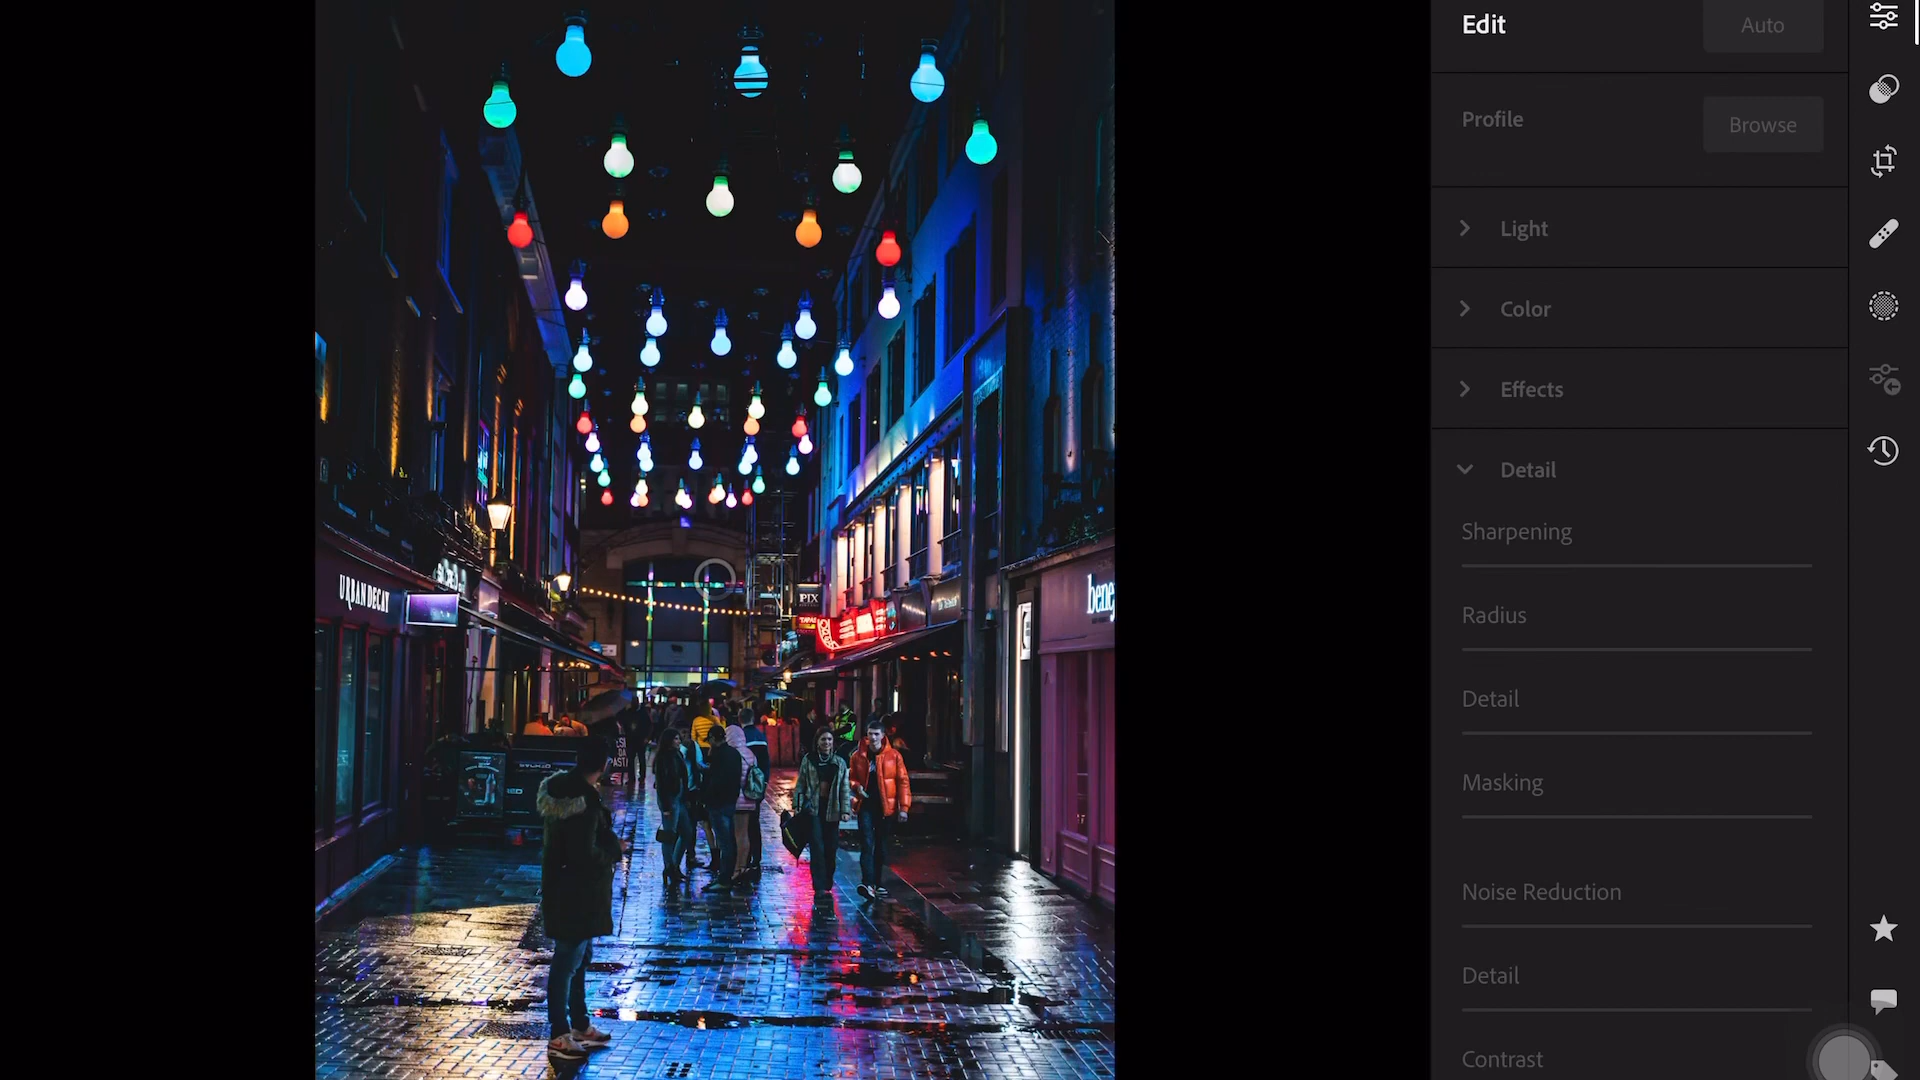 Edit
Auto
Profile
Browse
Light
Color
Effects
Detail
Sharpening
Radius
Detail
Masking
Noise Reduction
Detail
Contrast
URBAN DECAY
PIX
TAPAS
bene